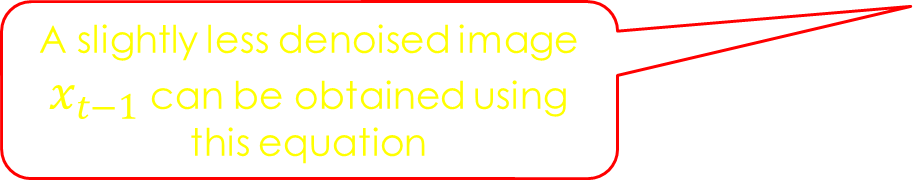 A slightly less denoised image
𝒙ₜ₋₁ can be obtained using
this equation